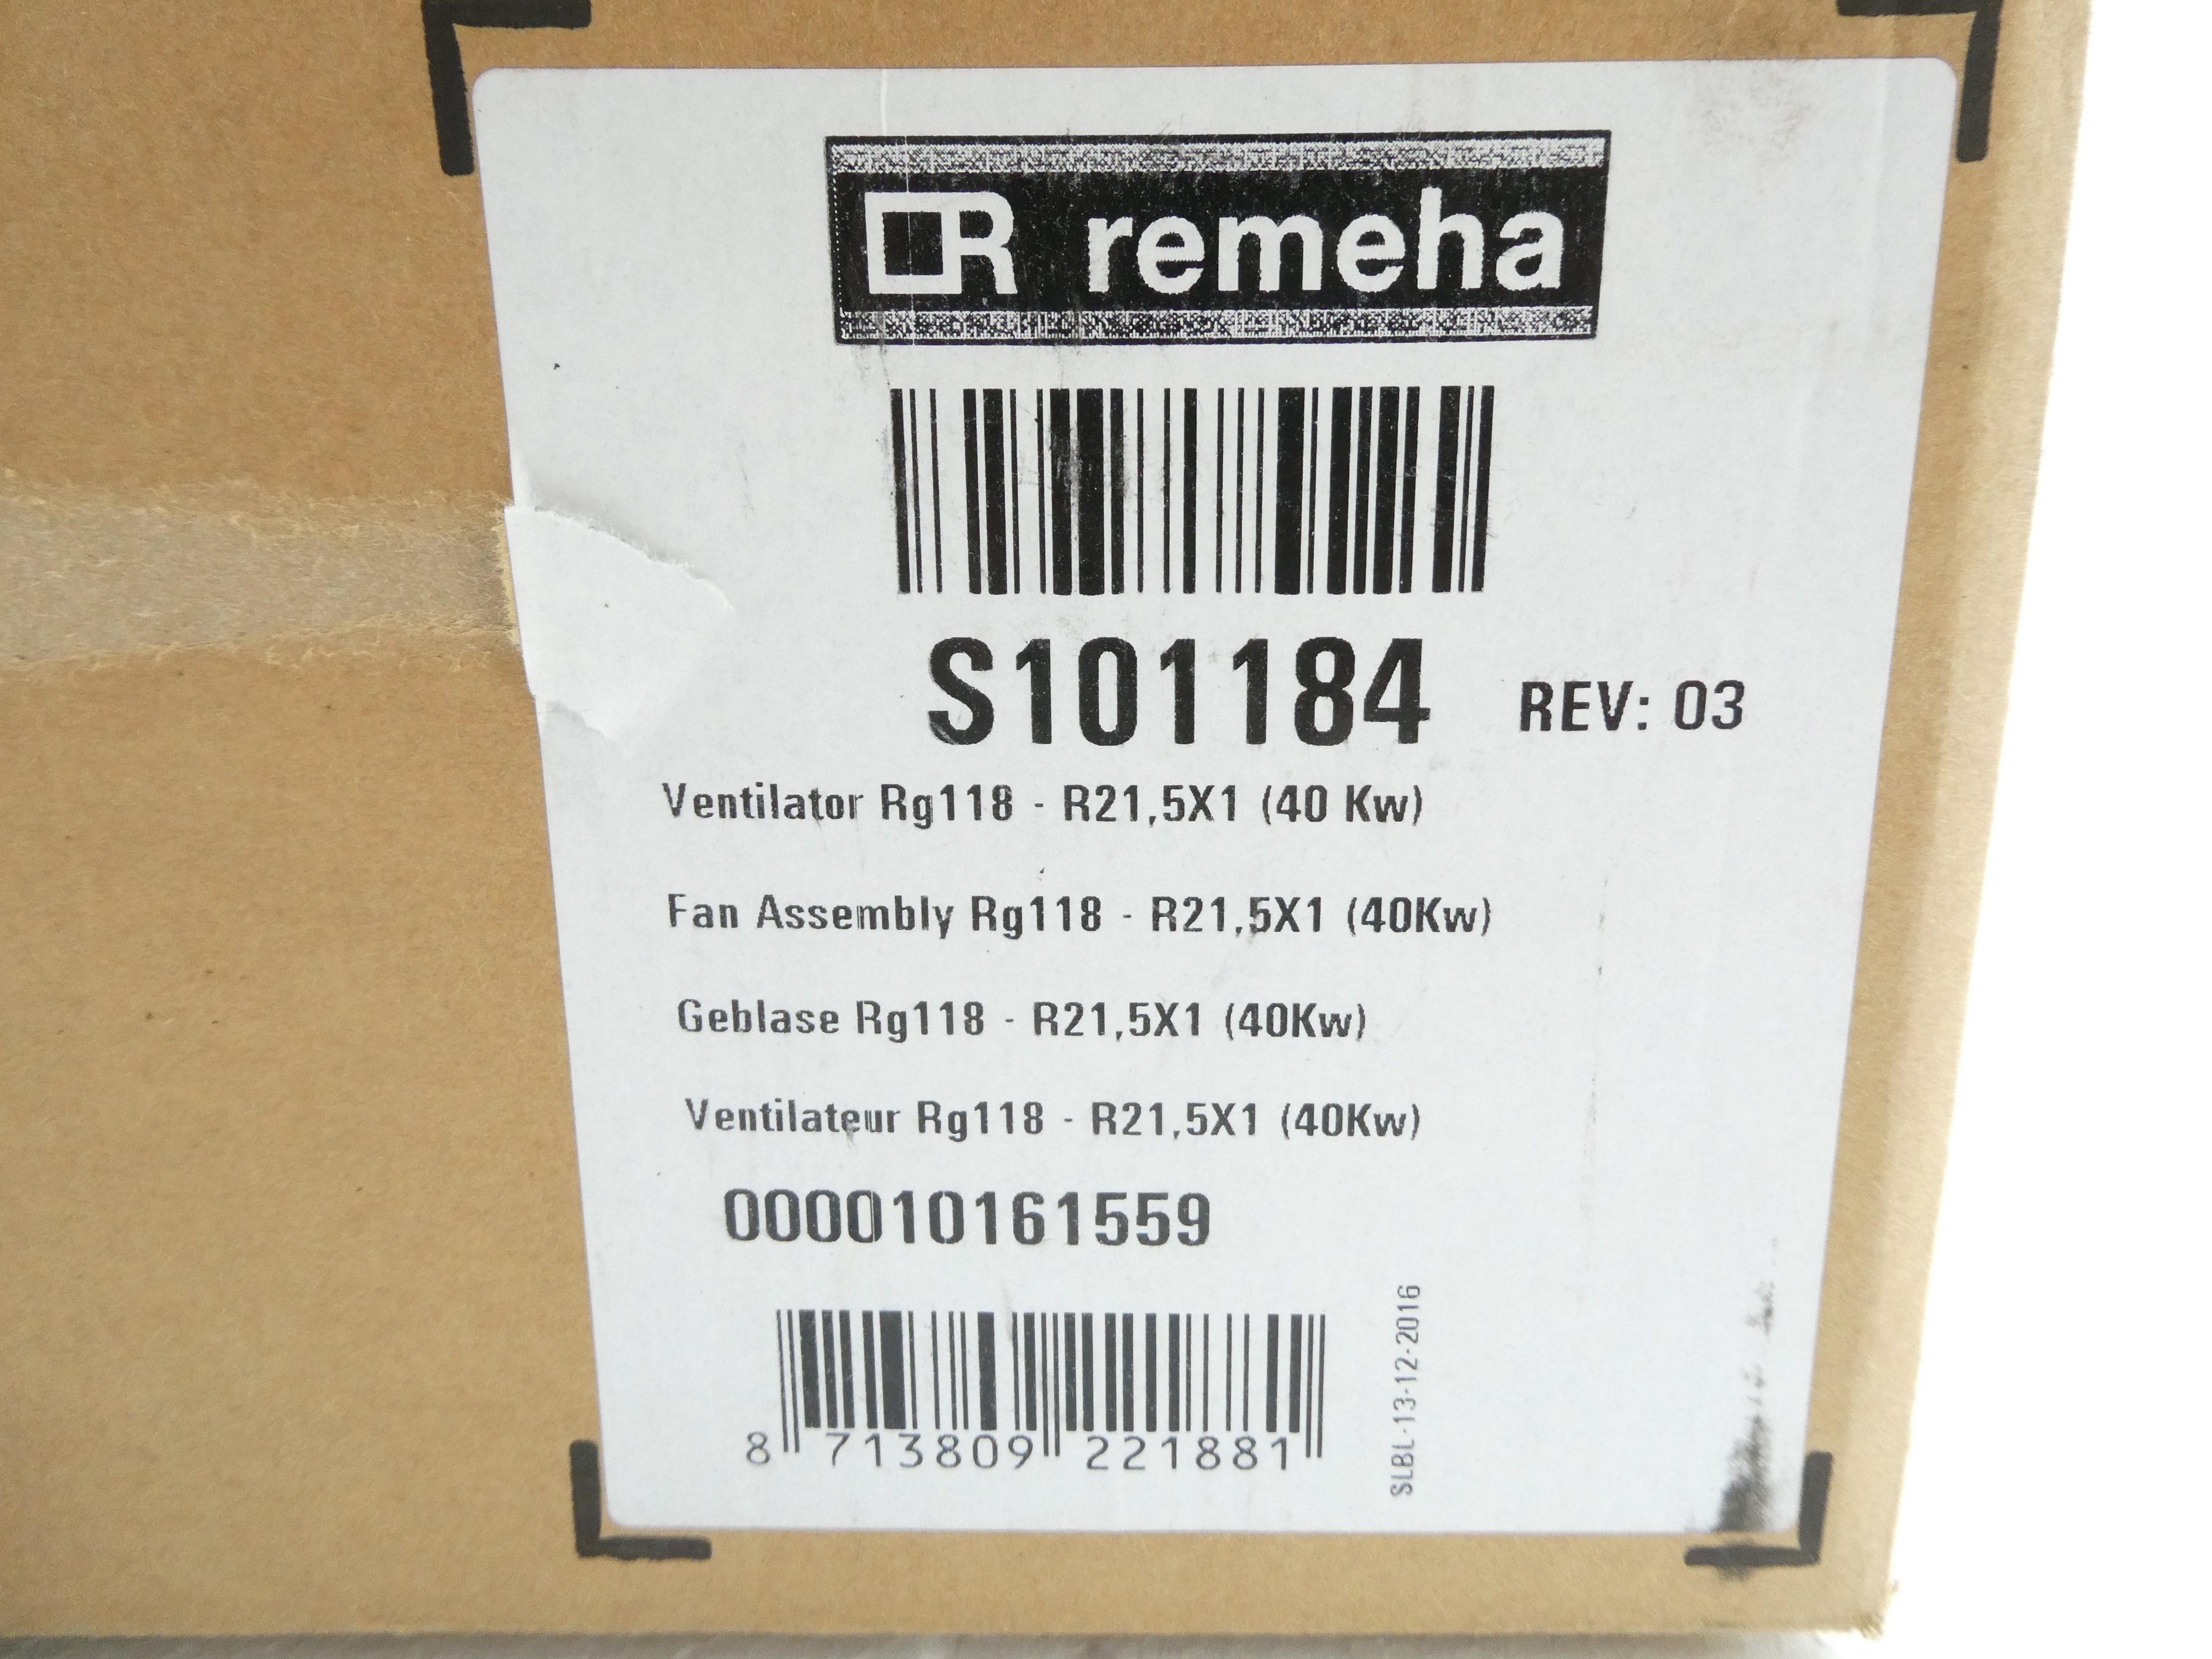 R remeha
S101184 REV: 03
Ventilator Rg118 - R21,5X1 (40 Kw)
Fan Assembly Rg118 - R21,5X1 (40Kw)
Geblase Rg118 - R21,5X1 (40Kw)
Ventilateur Rg118 - R21,5X1 (40Kw)
000010161559
8 713809 221881
SLBL-13-12-2016